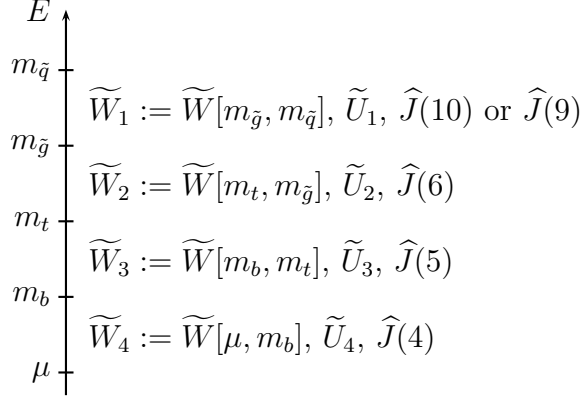 E
m_{\tilde{q}}
\widetilde{W}_1 := \widetilde{W}[m_{\tilde{g}}, m_{\tilde{q}}], \widetilde{U}_1, \widehat{J}(10) or \widehat{J}(9)
m_{\tilde{g}}
\widetilde{W}_2 := \widetilde{W}[m_t, m_{\tilde{g}}], \widetilde{U}_2, \widehat{J}(6)
m_t
\widetilde{W}_3 := \widetilde{W}[m_b, m_t], \widetilde{U}_3, \widehat{J}(5)
m_b
\widetilde{W}_4 := \widetilde{W}[μ, m_b], \widetilde{U}_4, \widehat{J}(4)
μ